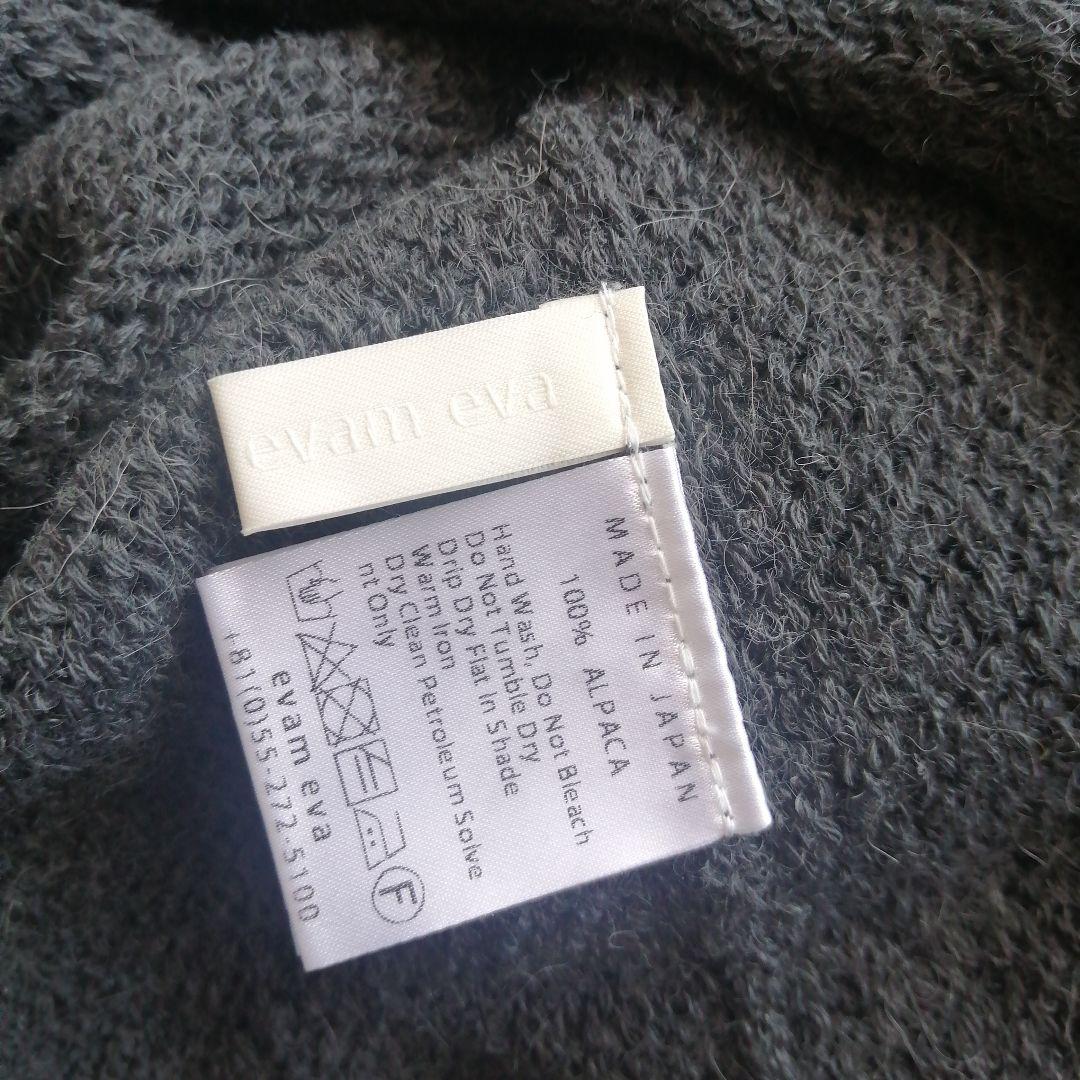 evam eva
MADE IN JAPAN
100% ALPACA
Hand Wash, Do Not Bleach
Do Not Tumble Dry
Drip Dry Flat In Shade
Warm Iron
Dry Clean Petroleum Solve
nt Only
F
evam eva
+81(0)55-272.5100